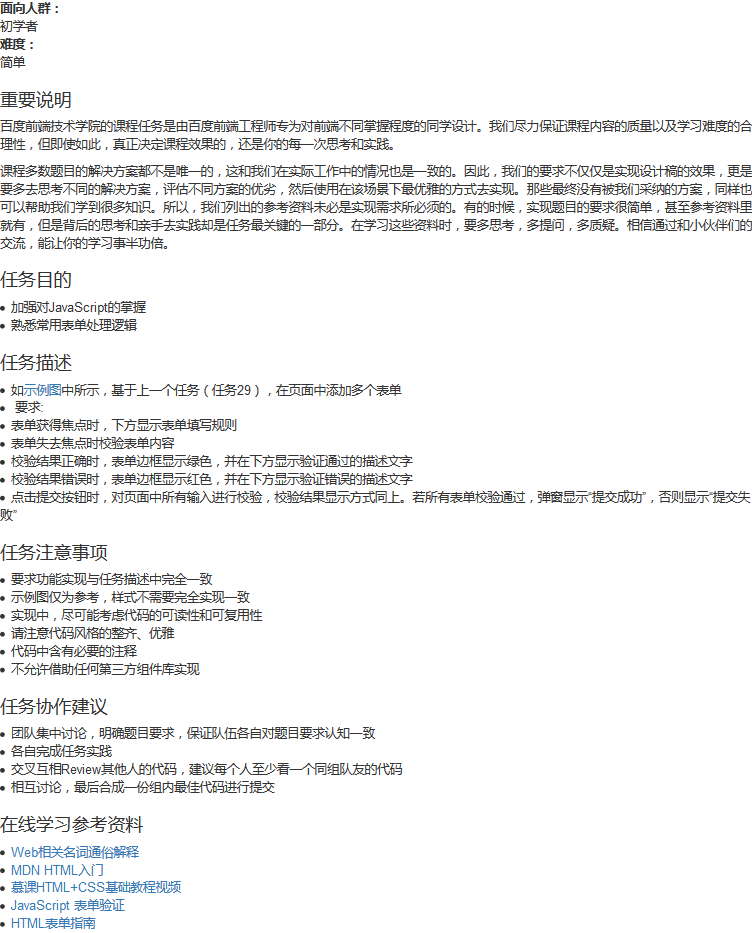 面向人群：
初学者
难度：
简单
重要说明
百度前端技术学院的课程任务是由百度前端工程师专为对前端不同掌握程度的同学设计。我们尽力保证课程内容的质量以及学习难度的合
理性，但即使如此，真正决定课程效果的，还是你的每一次思考和实践。
课程多数题目的解决方案都不是唯一的，这和我们在实际工作中的情况也是一致的。因此，我们的要求不仅仅是实现设计稿的效果，更是
要多去思考不同的解决方案，评估不同方案的优劣，然后使用在该场景下最优雅的方式去实现。那些最终没有被我们采纳的方案，同样也
可以帮助我们学到很多知识。所以，我们列出的参考资料未必是实现需求所必须的。有的时候，实现题目的要求很简单，甚至参考资料里
就有，但是背后的思考和亲手去实践却是任务最关键的一部分。在学习这些资料时，要多思考，多提问，多质疑。相信通过和小伙伴们的
交流，能让你的学习事半功倍。
任务目的
• 加强对JavaScript的掌握
• 熟悉常用表单处理逻辑
任务描述
• 如示例图中所示，基于上一个任务（任务29），在页面中添加多个表单
• 要求:
• 表单获得焦点时，下方显示表单填写规则
• 表单失去焦点时校验表单内容
• 校验结果正确时，表单边框显示绿色，并在下方显示验证通过的描述文字
• 校验结果错误时，表单边框显示红色，并在下方显示验证错误的描述文字
• 点击提交按钮时，对页面中所有输入进行校验，校验结果显示方式同上。若所有表单校验通过，弹窗显示“提交成功”，否则显示“提交失
败”
任务注意事项
• 要求功能实现与任务描述中完全一致
• 示例图仅为参考，样式不需要完全实现一致
• 实现中，尽可能考虑代码的可读性和可复用性
• 请注意代码风格的整齐、优雅
• 代码中含有必要的注释
• 不允许借助任何第三方组件库实现
任务协作建议
• 团队集中讨论，明确题目要求，保证队伍各自对题目要求认知一致
• 各自完成任务实践
• 交叉互相Review其他人的代码，建议每个人至少看一个同组队友的代码
• 相互讨论，最后合成一份组内最佳代码进行提交
在线学习参考资料
• Web相关名词通俗解释
• MDN HTML入门
• 慕课HTML+CSS基础教程视频
• JavaScript 表单验证
• HTML表单指南